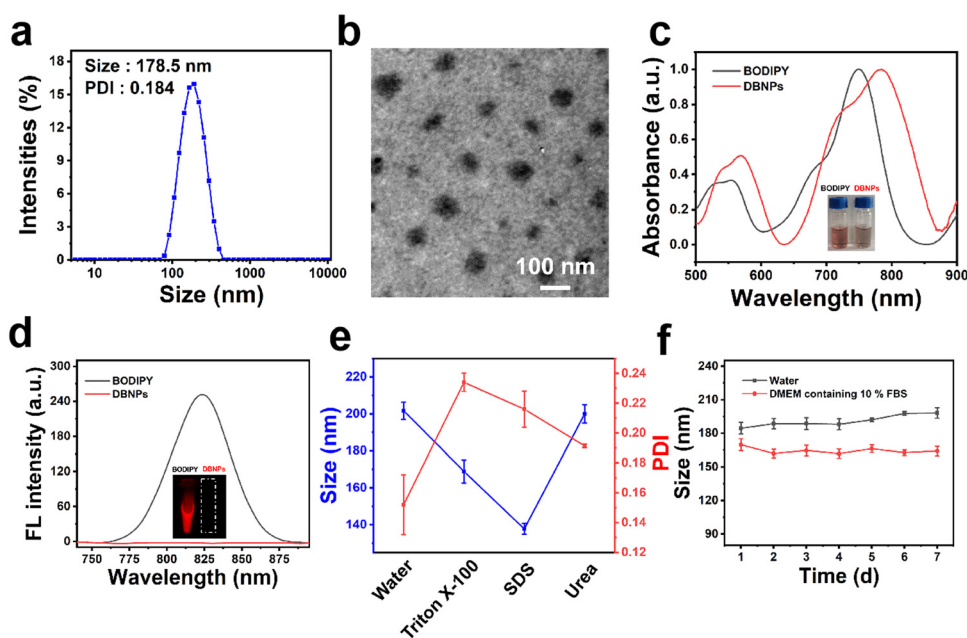 a
Size : 178.5 nm
PDI : 0.184
Intensities (%)
18
15
12
9
6
3
0
10
100
1000
10000
Size (nm)
b
100 nm
c
BODIPY
DBNPs
Absorbance (a.u.)
1.0
0.8
0.6
0.4
0.2
0.0
BODIPY DBNPs
500
600
700
800
900
Wavelength (nm)
d
BODIPY
DBNPs
FL intensity (a.u.)
300
240
180
120
60
0
BODIPY DBNPs
750
775
800
825
850
875
Wavelength (nm)
e
Size (nm)
220
200
180
160
140
PDI
0.24
0.22
0.20
0.18
0.16
0.14
0.12
Water
Triton X-100
SDS
Urea
f
Water
DMEM containing 10 % FBS
Size (nm)
240
210
180
150
120
90
1
2
3
4
5
6
7
Time (d)